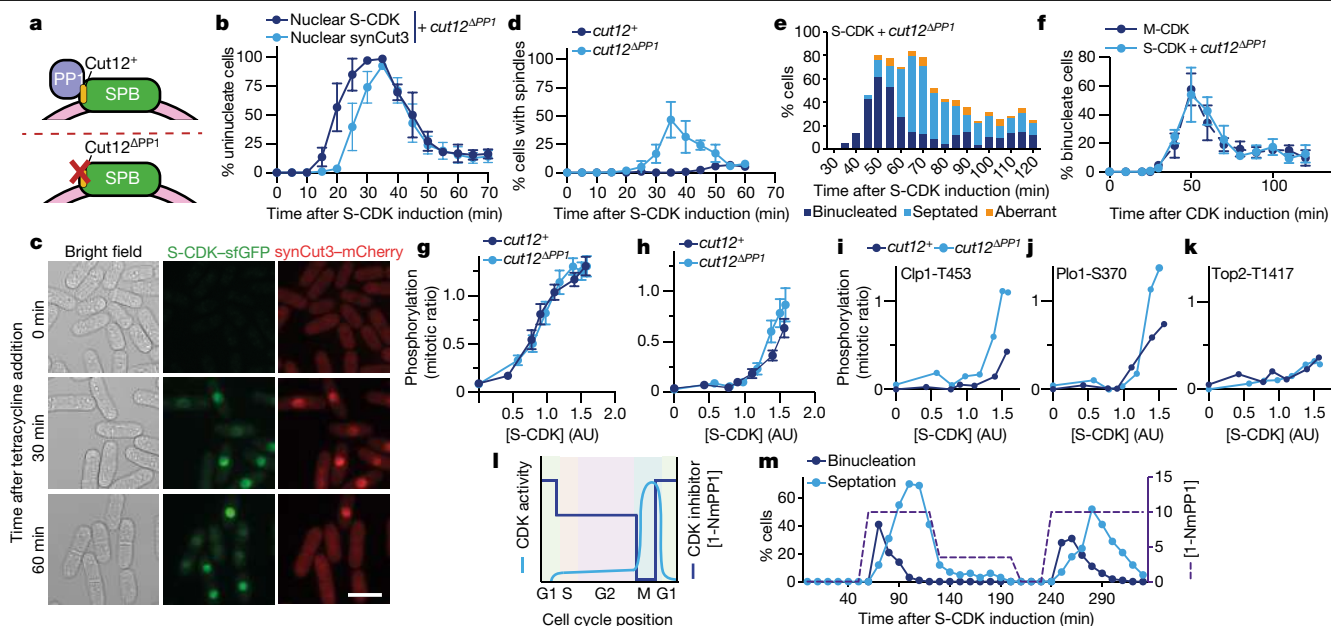 a
PP1
Cut12+
SPB
Cut12ΔPP1
SPB
b
Nuclear S-CDK
Nuclear synCut3
+ cut12ΔPP1
% uninucleate cells
100
75
50
25
0
0 10 20 30 40 50 60 70
Time after S-CDK induction (min)
d
cut12+
cut12ΔPP1
% cells with spindles
100
75
50
25
0
0 10 20 30 40 50 60 70
Time after S-CDK induction (min)
e
S-CDK + cut12ΔPP1
% cells
100
80
60
40
20
0
30 40 50 60 70 80 90 100 110 120
Time after S-CDK induction (min)
Binucleated Septated Aberrant
f
M-CDK
S-CDK + cut12ΔPP1
% binucleate cells
80
60
40
20
0
0 50 100
Time after CDK induction (min)
c
Bright field S-CDK–sfGFP synCut3–mCherry
Time after tetracycline addition
0 min
30 min
60 min
g
cut12+
cut12ΔPP1
Phosphorylation
(mitotic ratio)
1.0
0.5
0
0 0.5 1.0 1.5 2.0
[S-CDK] (AU)
h
cut12+
cut12ΔPP1
1.0
0.5
0
0 0.5 1.0 1.5 2.0
[S-CDK] (AU)
i
cut12+ cut12ΔPP1
Clp1-T453
Phosphorylation
(mitotic ratio)
1
0
0 0.5 1.0 1.5
[S-CDK] (AU)
j
Plo1-S370
1
0
0 0.5 1.0 1.5
[S-CDK] (AU)
k
Top2-T1417
1
0
0 0.5 1.0 1.5
[S-CDK] (AU)
l
CDK activity
CDK inhibitor
[1-NmPP1]
G1 S G2 M G1
Cell cycle position
m
Binucleation
Septation
% cells
60
40
20
0
40 90 140 190 240 290
Time after S-CDK induction (min)
15
10
5
0
[1-NmPP1]